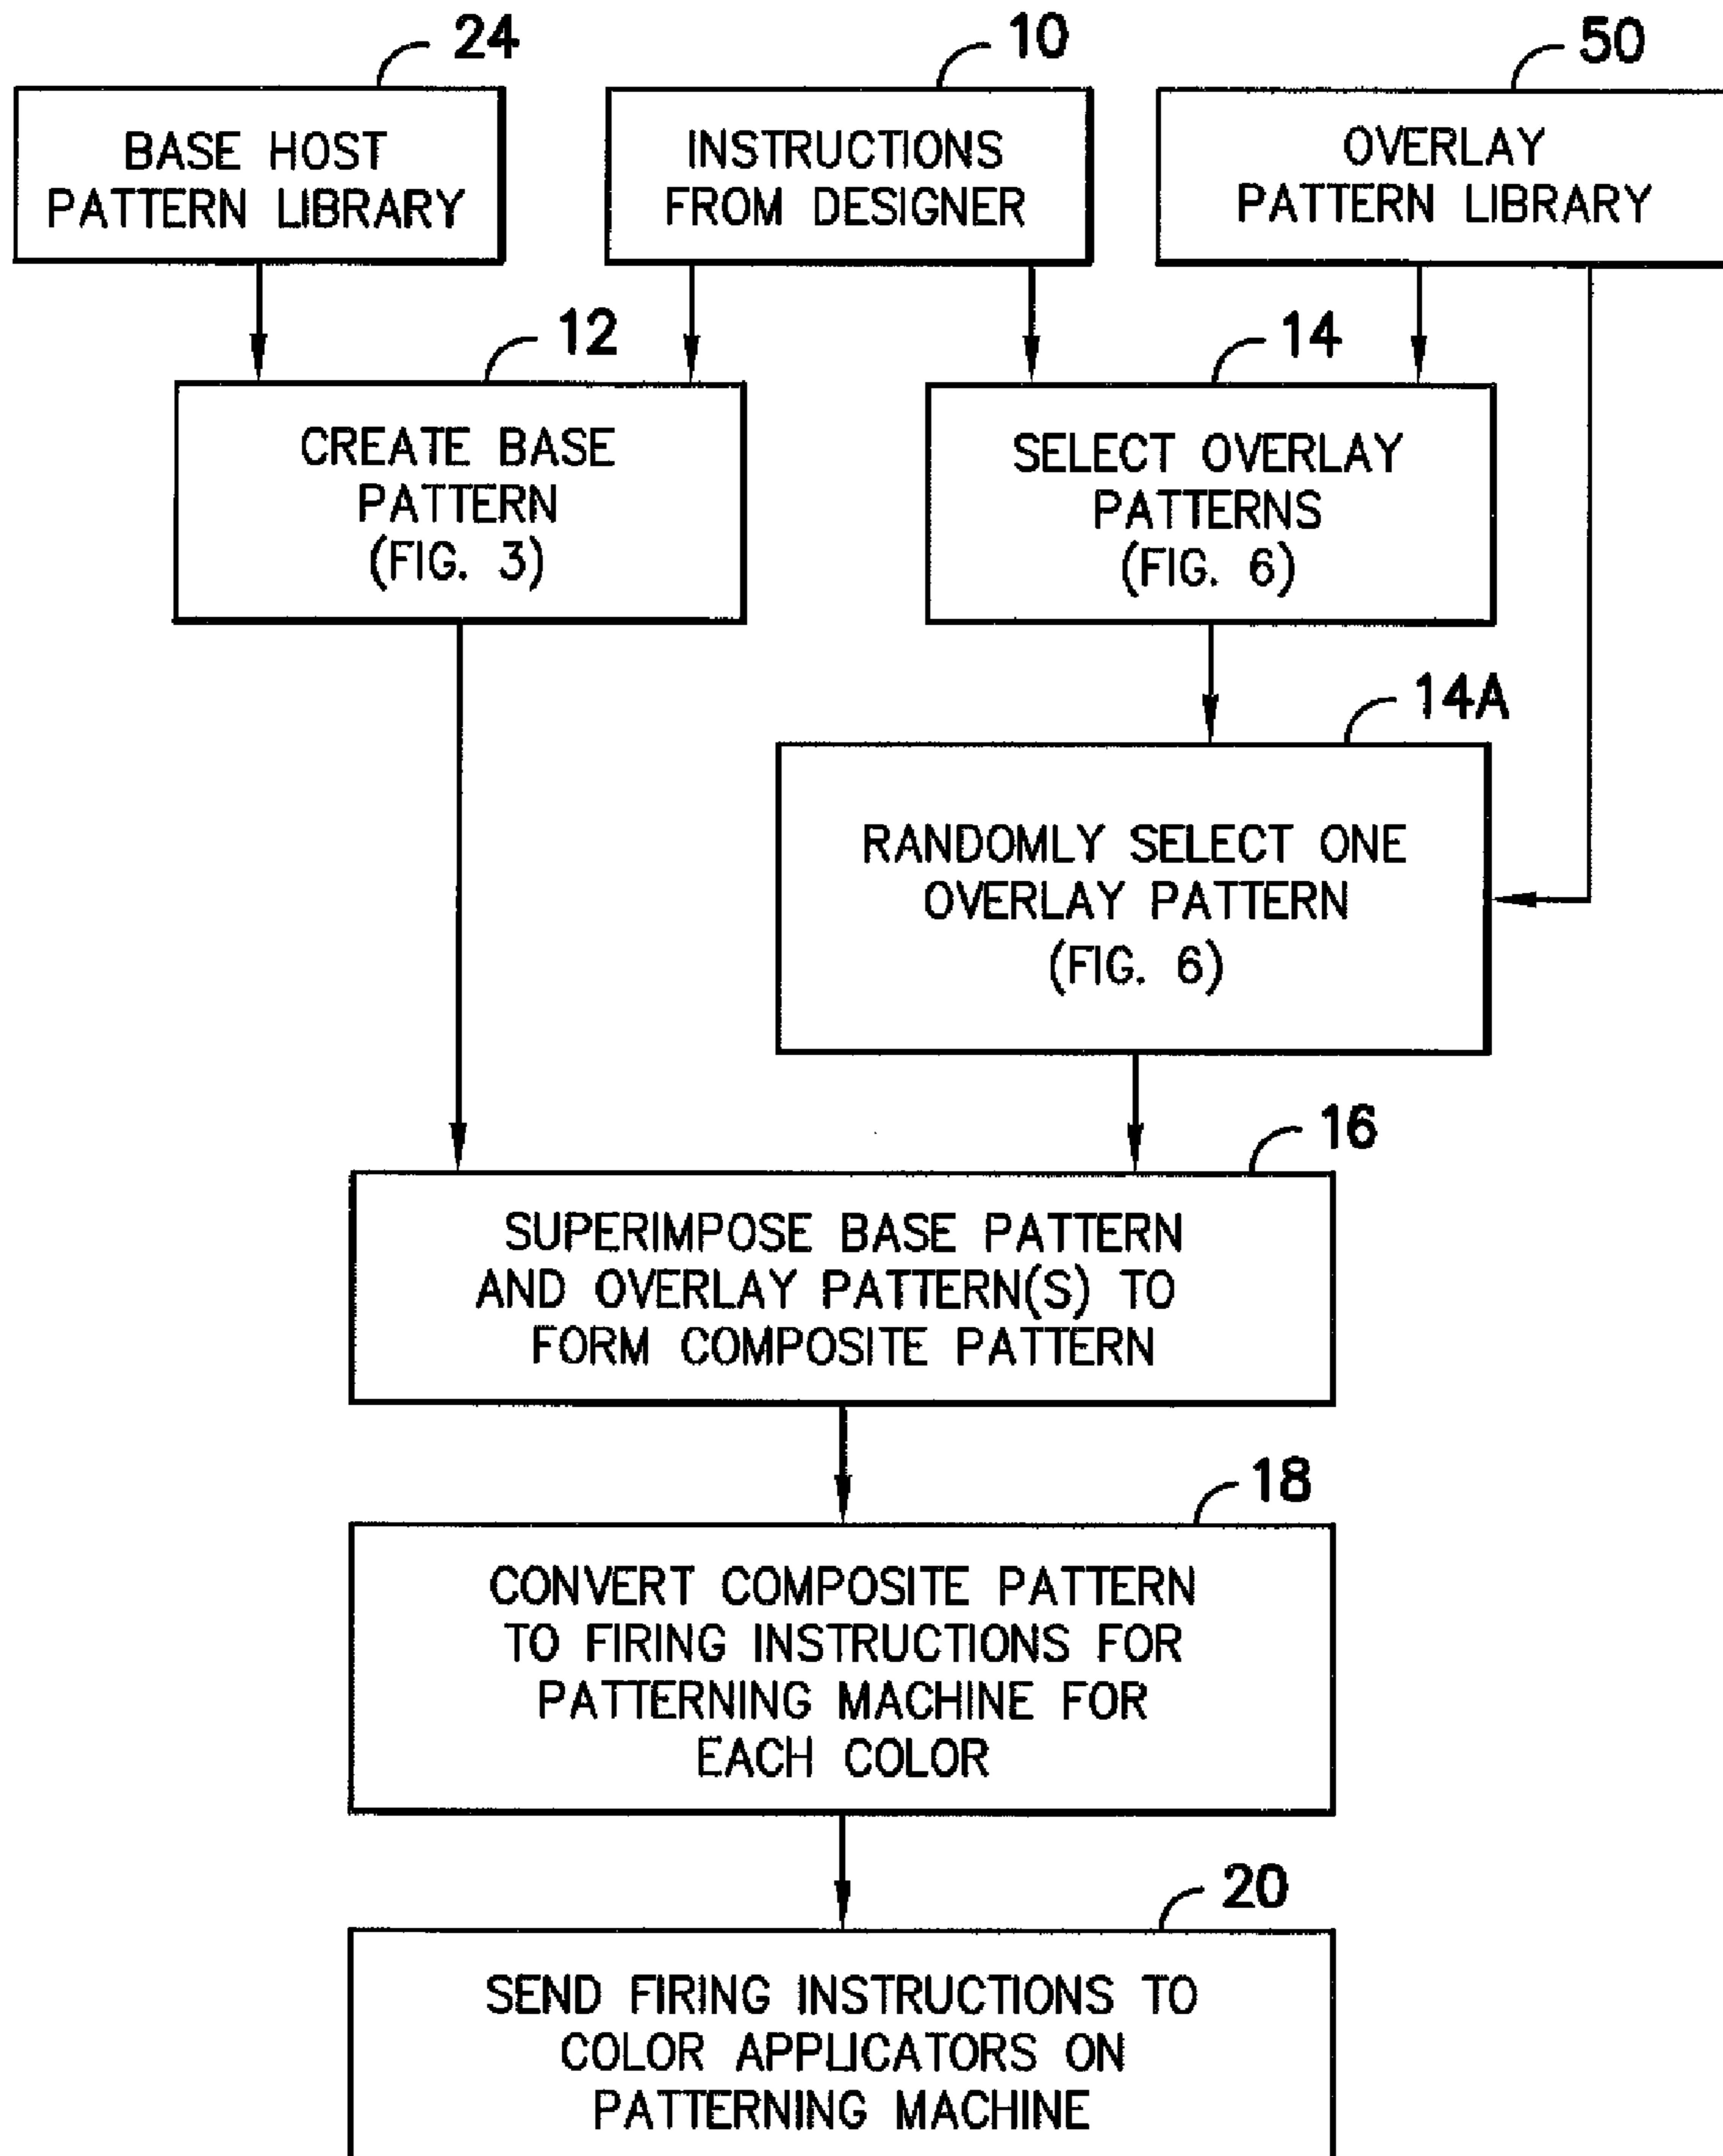 24
BASE HOST
PATTERN LIBRARY
10
INSTRUCTIONS
FROM DESIGNER
50
OVERLAY
PATTERN LIBRARY
12
CREATE BASE
PATTERN
(FIG. 3)
14
SELECT OVERLAY
PATTERNS
(FIG. 6)
14A
RANDOMLY SELECT ONE
OVERLAY PATTERN
(FIG. 6)
16
SUPERIMPOSE BASE PATTERN
AND OVERLAY PATTERN(S) TO
FORM COMPOSITE PATTERN
18
CONVERT COMPOSITE PATTERN
TO FIRING INSTRUCTIONS FOR
PATTERNING MACHINE FOR
EACH COLOR
20
SEND FIRING INSTRUCTIONS TO
COLOR APPLICATORS ON
PATTERNING MACHINE